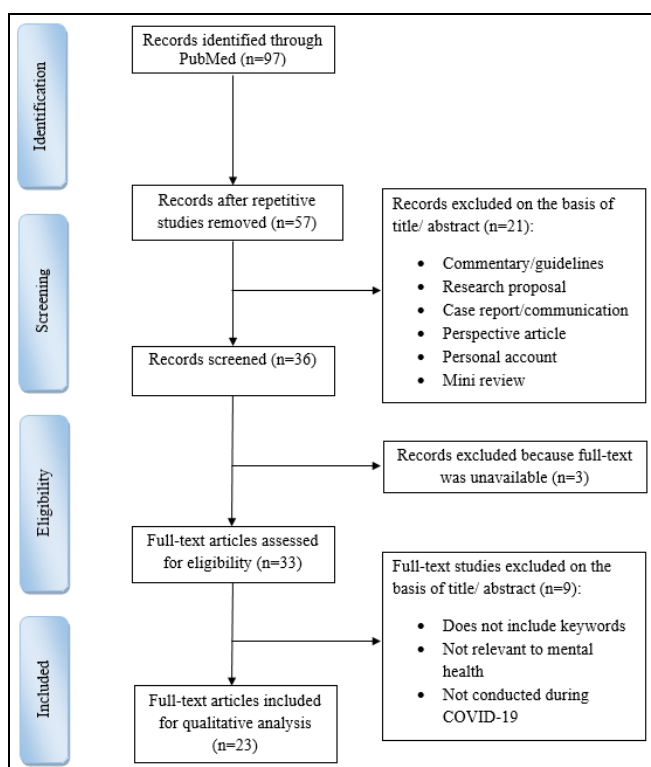 Identification
Records identified through
PubMed (n=97)
Records after repetitive
studies removed (n=57)
Records excluded on the basis of
title/ abstract (n=21):
• Commentary/guidelines
• Research proposal
• Case report/communication
• Perspective article
• Personal account
• Mini review
Screening
Records screened (n=36)
Records excluded because full-text
was unavailable (n=3)
Eligibility
Full-text articles assessed
for eligibility (n=33)
Full-text studies excluded on the
basis of title/ abstract (n=9):
• Does not include keywords
• Not relevant to mental
health
• Not conducted during
COVID-19
Included
Full-text articles included
for qualitative analysis
(n=23)